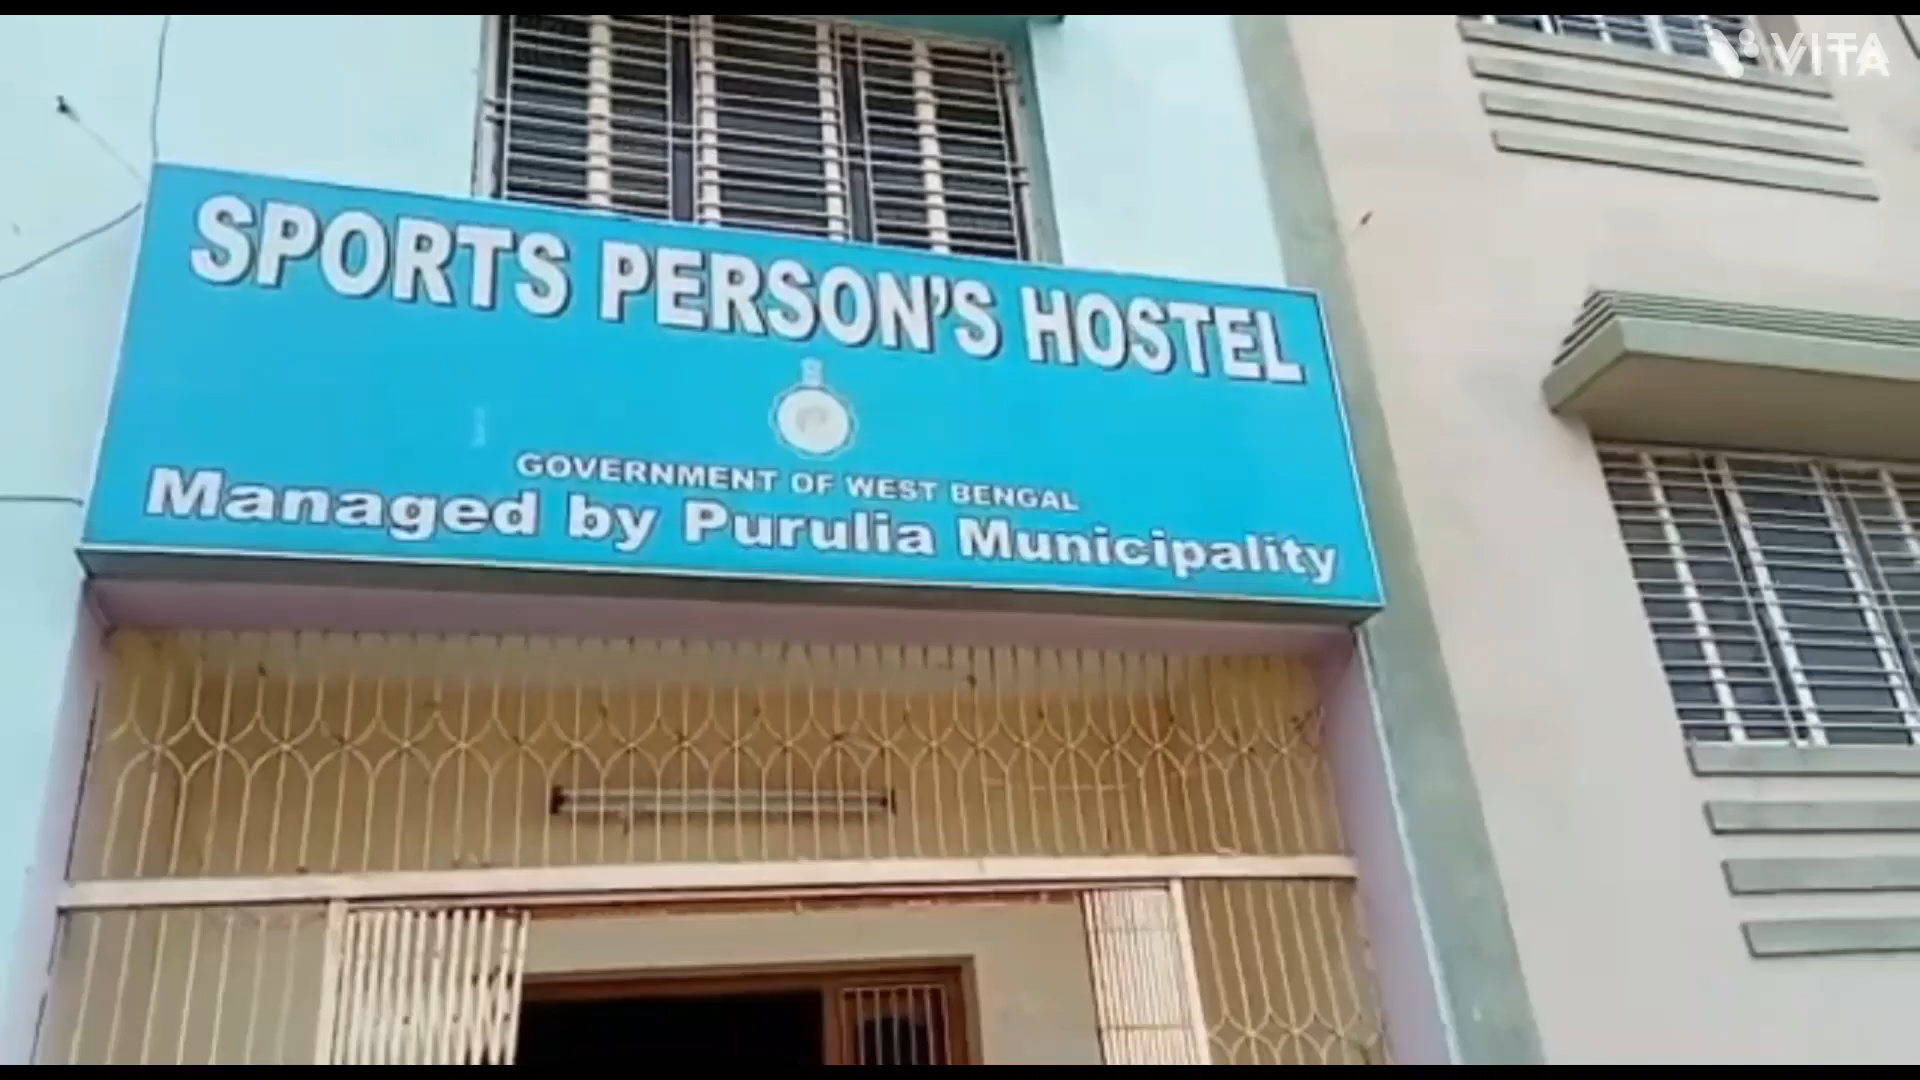 VITA
SPORTS PERSON'S HOSTEL
GOVERNMENT OF WEST BENGAL
Managed by Purulia Municipality